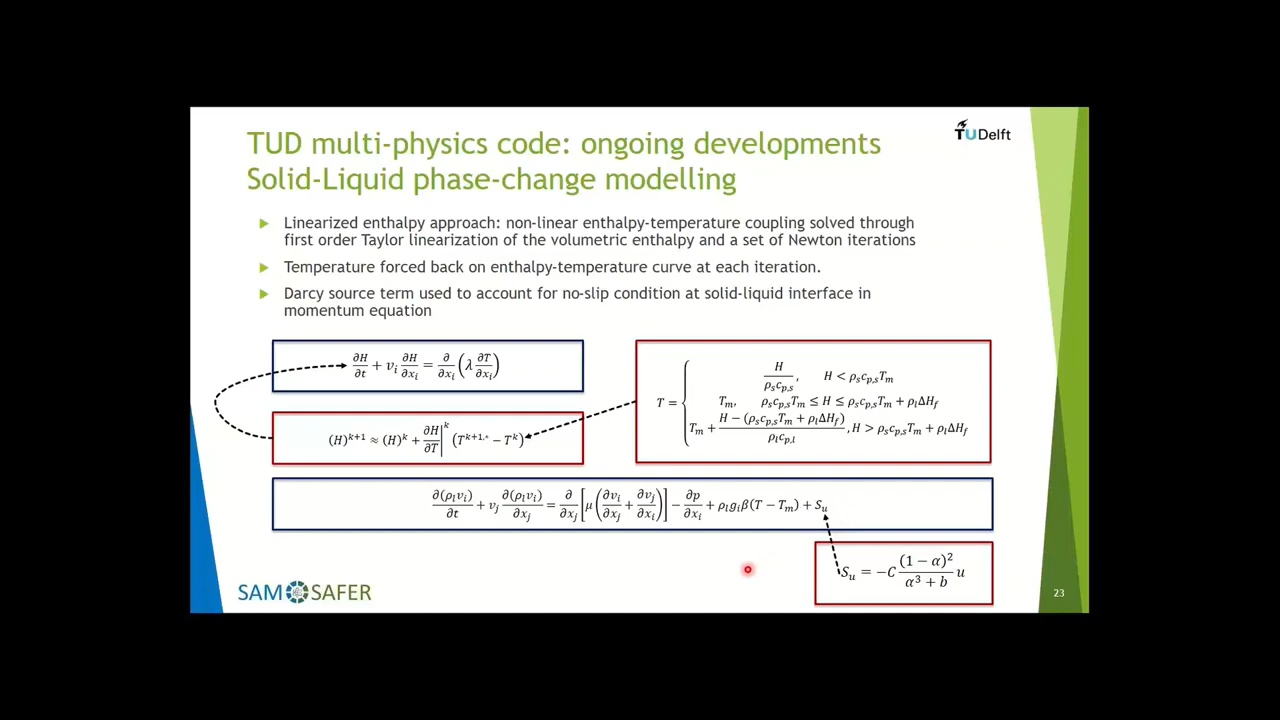 TUD multi-physics code: ongoing developments
Solid-Liquid phase-change modelling
TU Delft
Linearized enthalpy approach: non-linear enthalpy-temperature coupling solved through
first order Taylor linearization of the volumetric enthalpy and a set of Newton iterations
Temperature forced back on enthalpy-temperature curve at each iteration.
Darcy source term used to account for no-slip condition at solid-liquid interface in
momentum equation
∂H/∂t + v_i ∂H/∂x_i = ∂/∂x_i (λ ∂T/∂x_i)
(H)^{k+1} ≈ (H)^k + ∂H/∂T|^k (T^{k+1,*} − T^k)
T = { H/(ρ_s c_{p,s}), H < ρ_s c_{p,s} T_m
T_m, ρ_s c_{p,s} T_m ≤ H ≤ ρ_s c_{p,s} T_m + ρ_l ΔH_f
T_m + (H − (ρ_s c_{p,s} T_m + ρ_l ΔH_f))/(ρ_l c_{p,l}), H > ρ_s c_{p,s} T_m + ρ_l ΔH_f
∂(ρ_l v_i)/∂t + v_j ∂(ρ_l v_i)/∂x_j = ∂/∂x_j [μ (∂v_i/∂x_j + ∂v_j/∂x_i)] − ∂p/∂x_i + ρ_l g_i β(T − T_m) + S_u
S_u = −C (1 − α)^2/(α^3 + b) u
SAMOSAFER
23